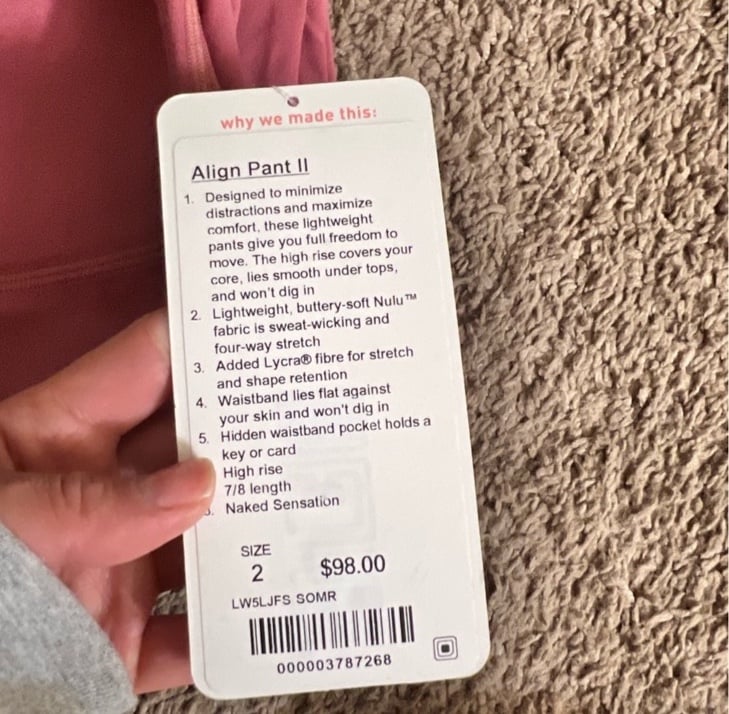 why we made this:
Align Pant II
1. Designed to minimize
distractions and maximize
comfort, these lightweight
pants give you full freedom to
move. The high rise covers your
core, lies smooth under tops,
and won't dig in
2. Lightweight, buttery-soft Nulu™
fabric is sweat-wicking and
four-way stretch
3. Added Lycra® fibre for stretch
and shape retention
4. Waistband lies flat against
your skin and won't dig in
5. Hidden waistband pocket holds a
key or card
High rise
7/8 length
Naked Sensation
SIZE
2 $98.00
LW5LJFS SOMR
000003787268